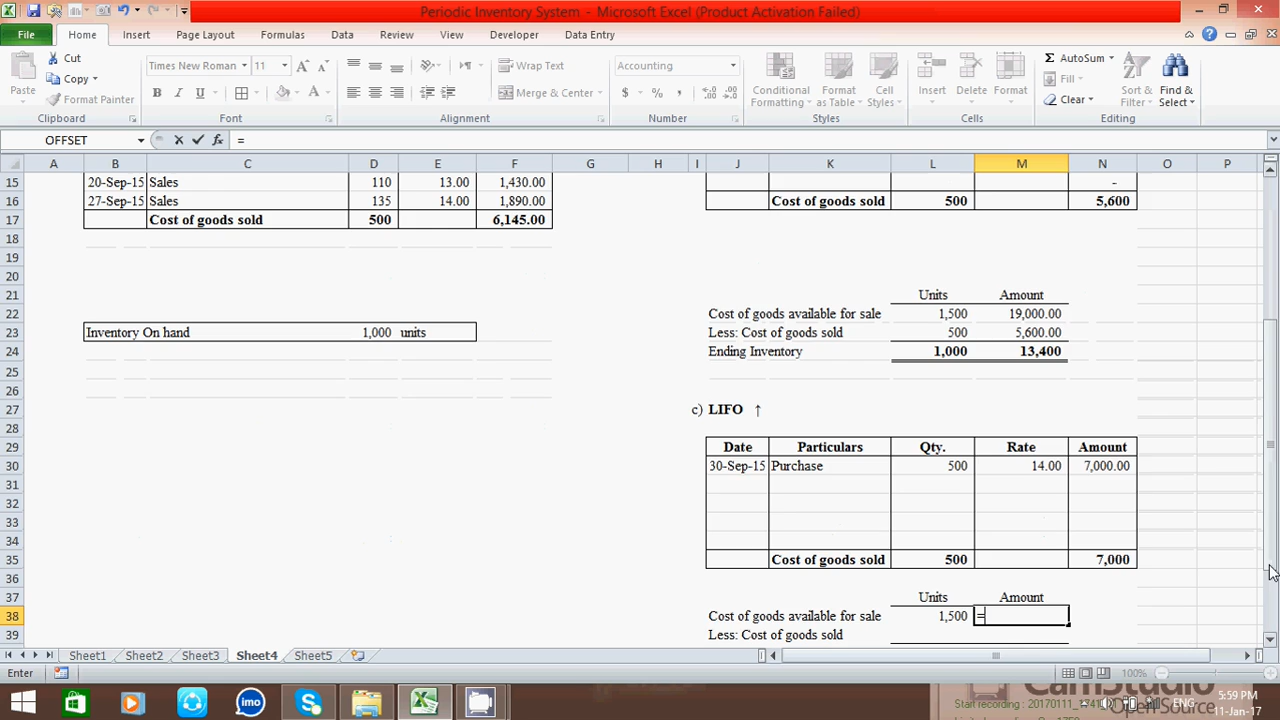 Periodic Inventory System - Microsoft Excel (Product Activation Failed)
File Home Insert Page Layout Formulas Data Review View Developer Data Entry
Paste Cut Copy Format Painter Clipboard
Times New Roman 11 A A B I U A Font
Wrap Text Merge & Center Alignment
Accounting $ % , Number
Conditional Formatting Format as Table Cell Styles Styles
Insert Delete Format Cells
Σ AutoSum Fill Clear Sort & Filter Find & Select Editing
OFFSET fx =
A B C D E F G H I J K L M N O P
15 20-Sep-15 Sales 110 13.00 1,430.00 -
16 27-Sep-15 Sales 135 14.00 1,890.00 Cost of goods sold 500 5,600
17 Cost of goods sold 500 6,145.00
18
19
20
21 Units Amount
22 Cost of goods available for sale 1,500 19,000.00
23 Inventory On hand 1,000 units Less: Cost of goods sold 500 5,600.00
24 Ending Inventory 1,000 13,400
25
26
27 c) LIFO ↑
28
29 Date Particulars Qty. Rate Amount
30 30-Sep-15 Purchase 500 14.00 7,000.00
31
32
33
34
35 Cost of goods sold 500 7,000
36
37 Units Amount
38 Cost of goods available for sale 1,500 =
39 Less: Cost of goods sold
Sheet1 Sheet2 Sheet3 Sheet4 Sheet5
Enter 100%
imo
CamStudio
Open Source
Start recording : 20170111_1741
5:59 PM
11-Jan-17